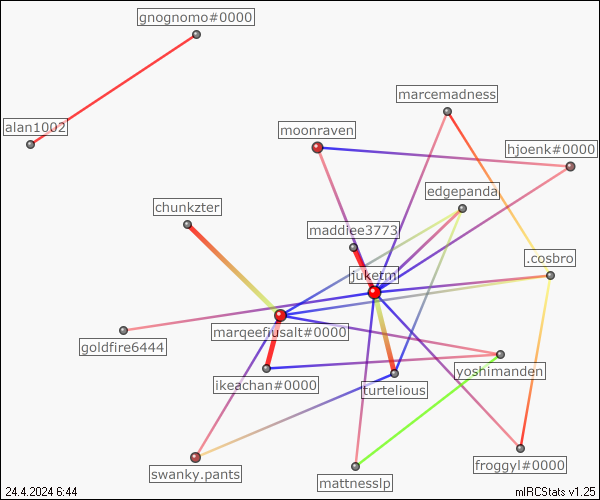 gnognomo#0000
marcemadness
alan1002
moonraven
hjoenk#0000
edgepanda
chunkzter
maddiee3773
.cosbro
juketm
marqeefiusalt#0000
goldfire6444
yoshimanden
ikeachan#0000
turtelious
froggyl#0000
swanky.pants
mattnesslp
24.4.2024 6:44
mIRCStats v1.25